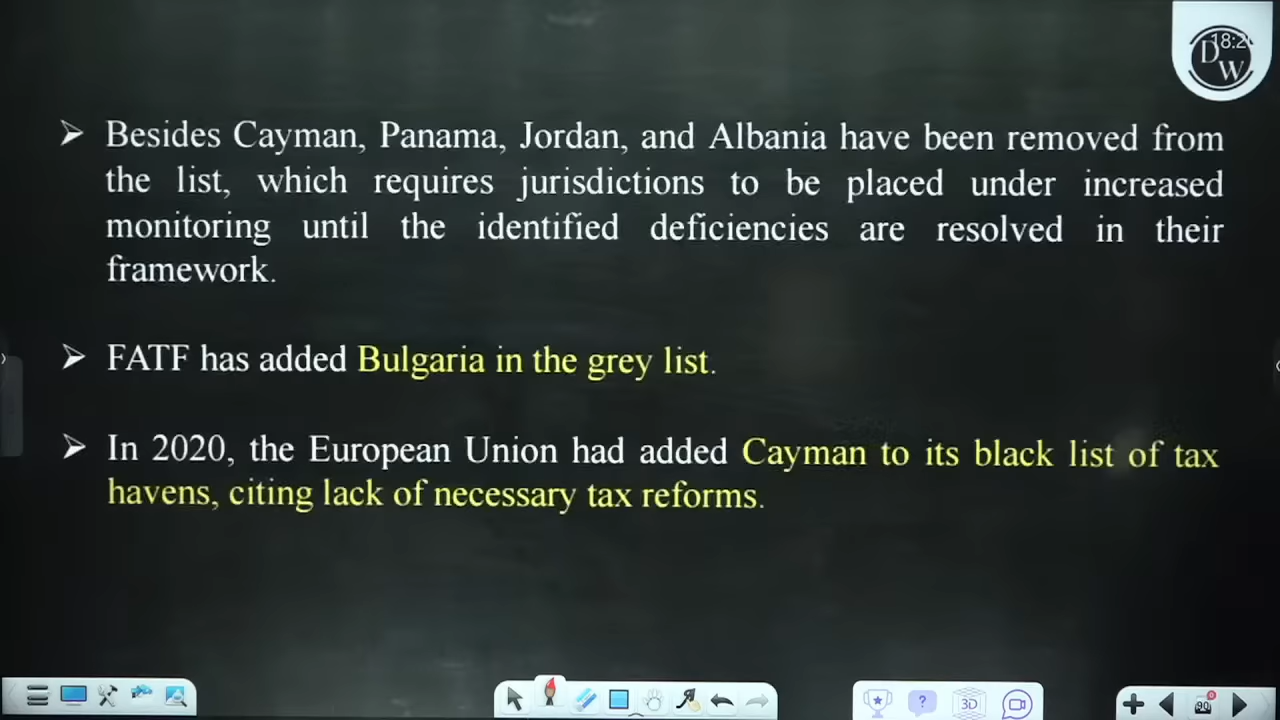 18:2
D
W
➢ Besides Cayman, Panama, Jordan, and Albania have been removed from
the list, which requires jurisdictions to be placed under increased
monitoring until the identified deficiencies are resolved in their
framework.
➢ FATF has added Bulgaria in the grey list.
➢ In 2020, the European Union had added Cayman to its black list of tax
havens, citing lack of necessary tax reforms.
?
3D